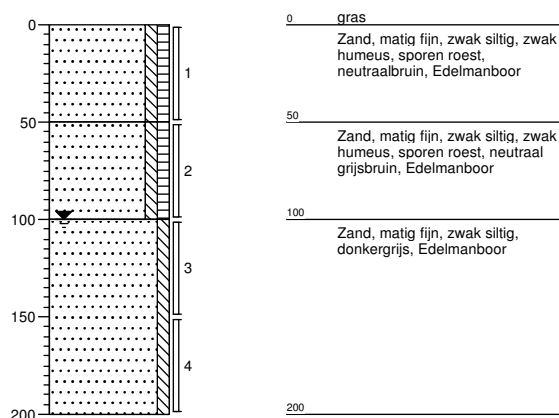 0
50
100
150
200
1
2
3
4
0 gras
Zand, matig fijn, zwak siltig, zwak
humeus, sporen roest,
neutraalbruin, Edelmanboor
50
Zand, matig fijn, zwak siltig, zwak
humeus, sporen roest, neutraal
grijsbruin, Edelmanboor
100
Zand, matig fijn, zwak siltig,
donkergrijs, Edelmanboor
200